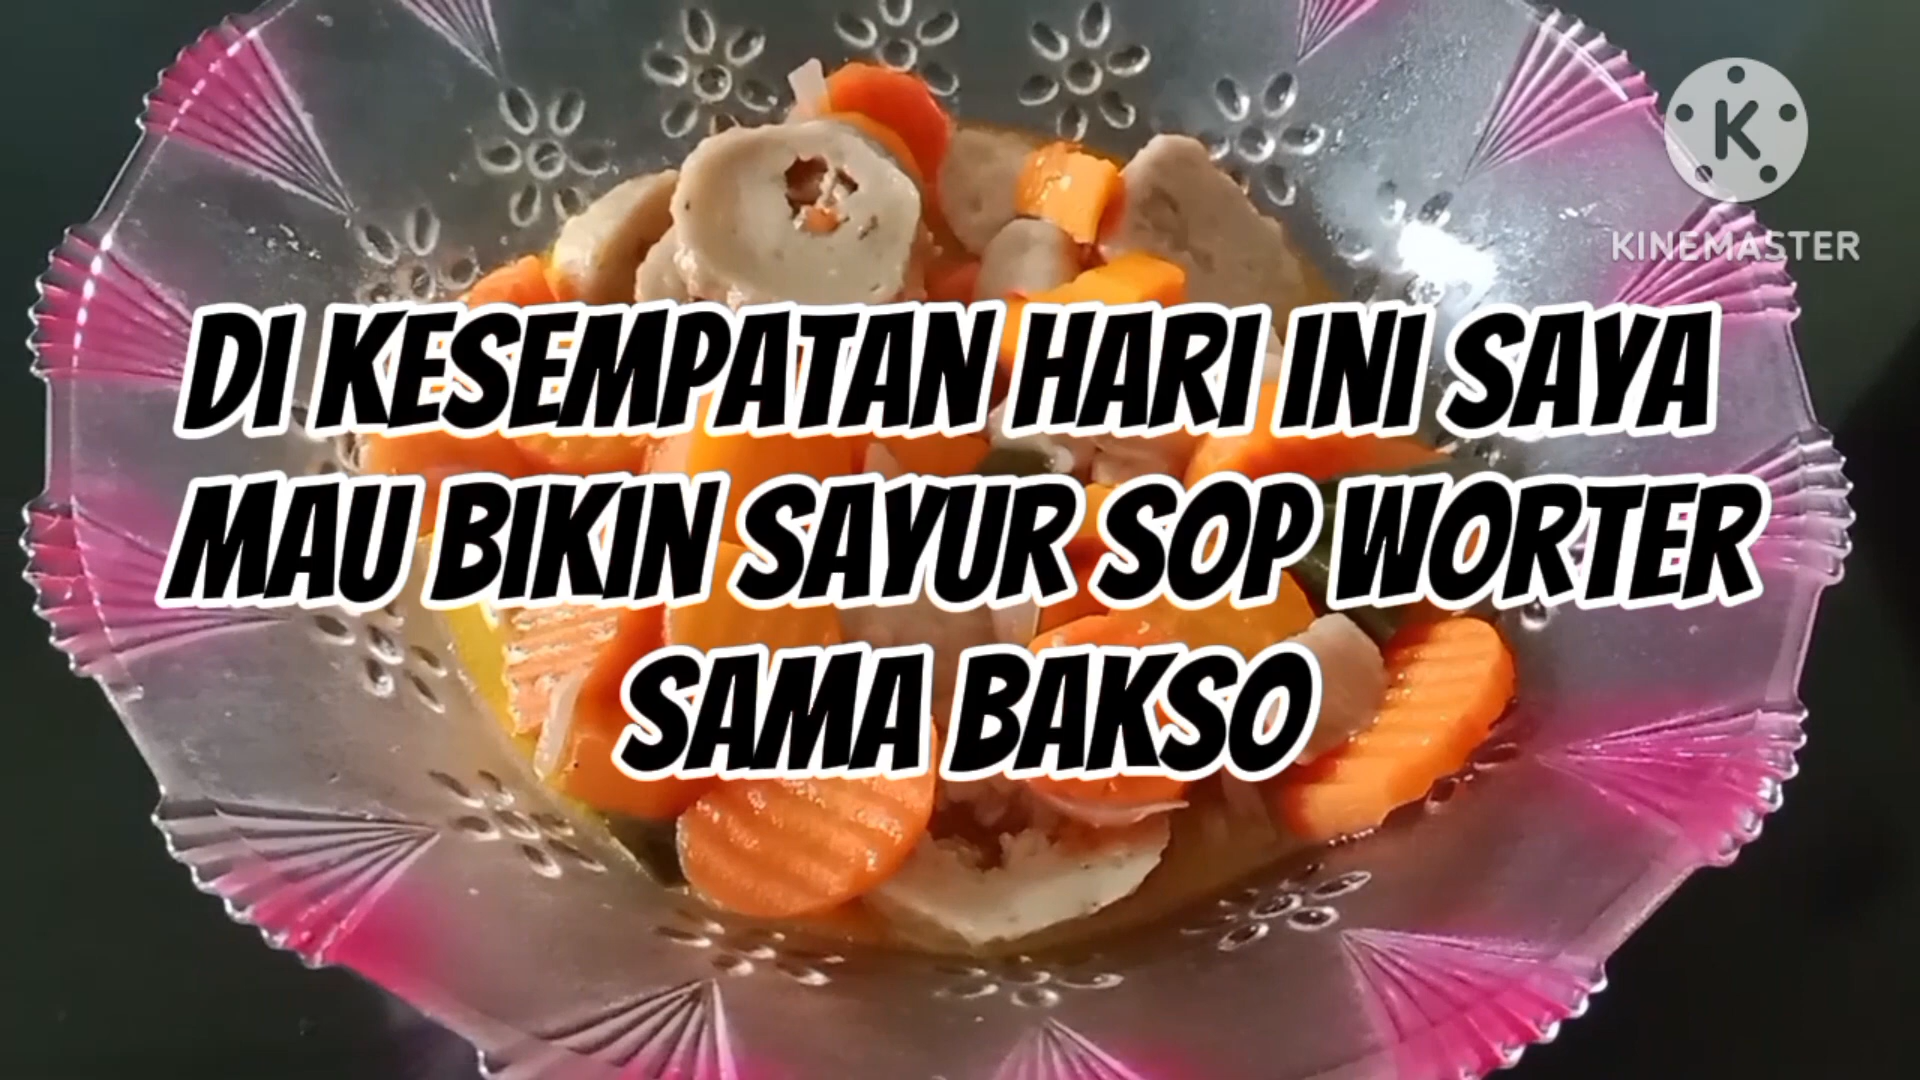 K
KINEMASTER
DI KESEMPATAN HARI INI SAYA
MAU BIKIN SAYUR SOP WORTER
SAMA BAKSO